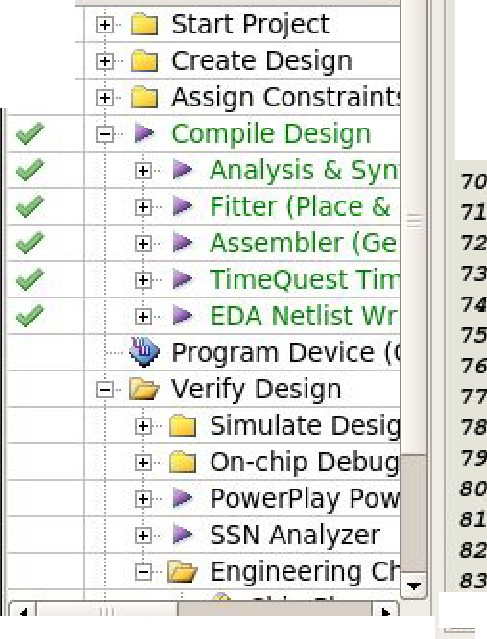 Start Project
Create Design
Assign Constraints
Compile Design
Analysis & Syn
Fitter (Place &
Assembler (Ge
TimeQuest Tim
EDA Netlist Wr
Program Device (
Verify Design
Simulate Desig
On-chip Debug
PowerPlay Pow
SSN Analyzer
Engineering Ch
70
71
72
73
74
75
76
77
78
79
80
81
82
83